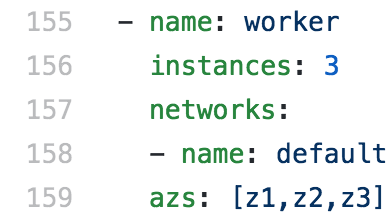 155 - name: worker
156 instances: 3
157 networks:
158 - name: default
159 azs: [z1,z2,z3]